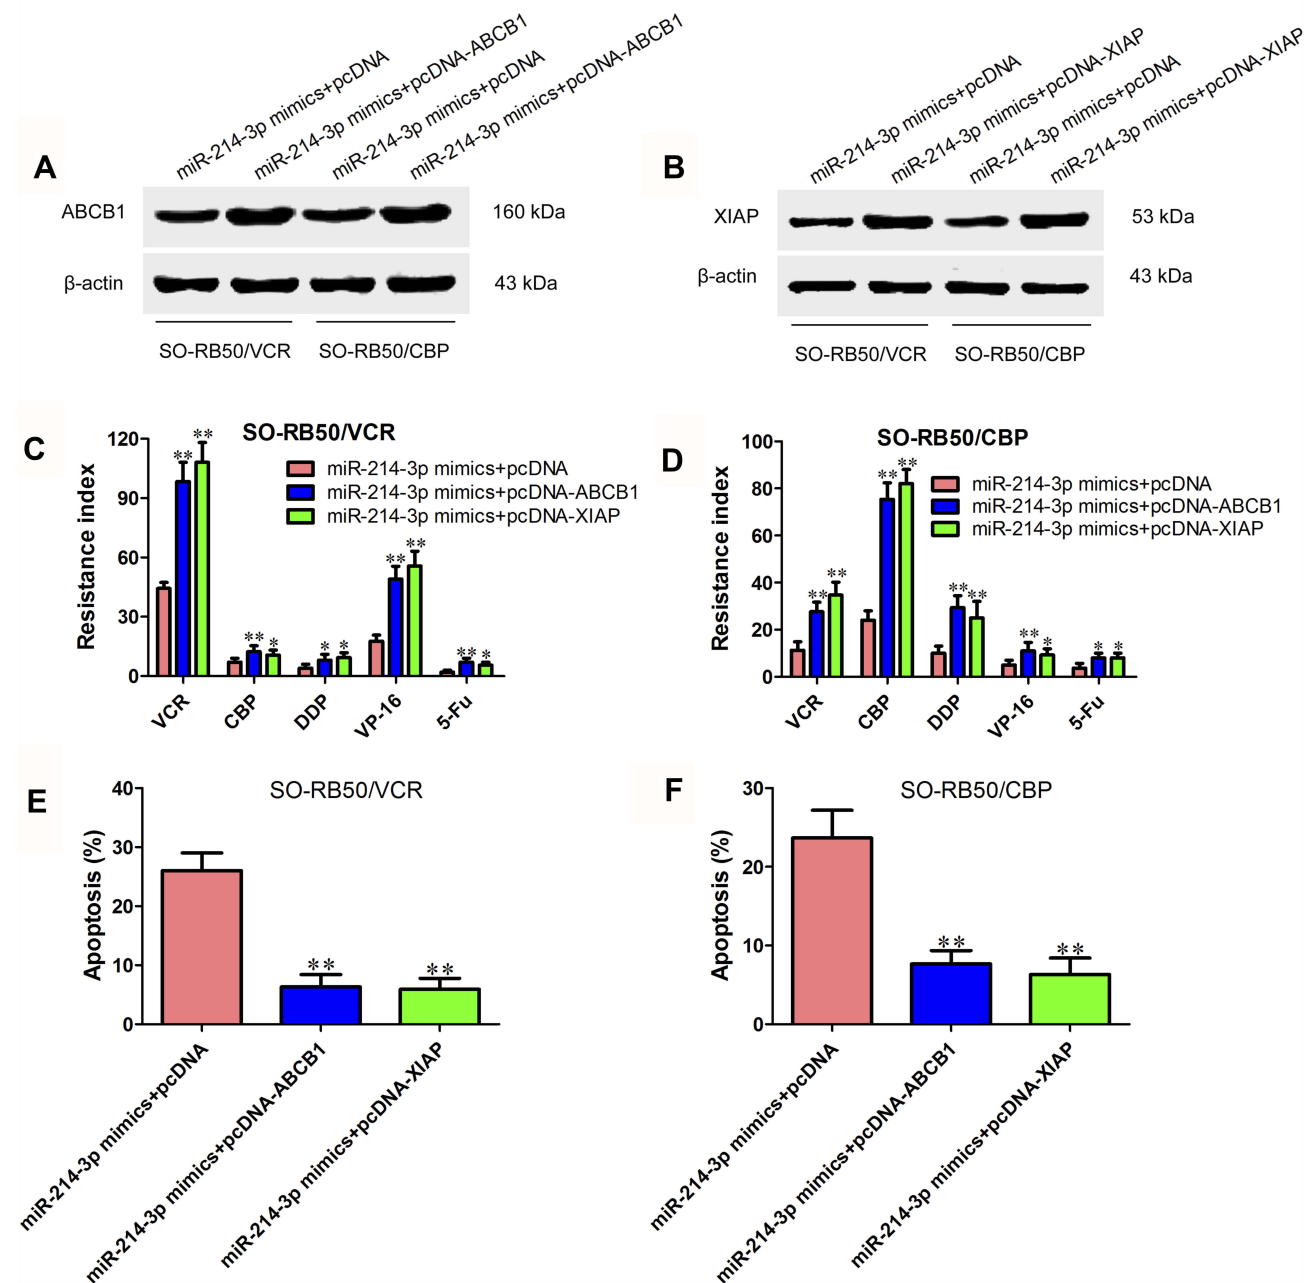 A
miR-214-3p mimics+pcDNA
miR-214-3p mimics+pcDNA-ABCB1
miR-214-3p mimics+pcDNA
miR-214-3p mimics+pcDNA-ABCB1
ABCB1
160 kDa
β-actin
43 kDa
SO-RB50/VCR
SO-RB50/CBP
B
miR-214-3p mimics+pcDNA
miR-214-3p mimics+pcDNA-XIAP
miR-214-3p mimics+pcDNA
miR-214-3p mimics+pcDNA-XIAP
XIAP
53 kDa
β-actin
43 kDa
SO-RB50/VCR
SO-RB50/CBP
C
SO-RB50/VCR
miR-214-3p mimics+pcDNA
miR-214-3p mimics+pcDNA-ABCB1
miR-214-3p mimics+pcDNA-XIAP
Resistance index
120
90
60
30
0
** **
** *
* *
** **
** *
VCR
CBP
DDP
VP-16
5-Fu
D
SO-RB50/CBP
miR-214-3p mimics+pcDNA
miR-214-3p mimics+pcDNA-ABCB1
miR-214-3p mimics+pcDNA-XIAP
Resistance index
100
80
60
40
20
0
** **
** **
** **
** *
* *
VCR
CBP
DDP
VP-16
5-Fu
E
SO-RB50/VCR
Apoptosis (%)
40
30
20
10
0
** **
miR-214-3p mimics+pcDNA
miR-214-3p mimics+pcDNA-ABCB1
miR-214-3p mimics+pcDNA-XIAP
F
SO-RB50/CBP
Apoptosis (%)
30
20
10
0
** **
miR-214-3p mimics+pcDNA
miR-214-3p mimics+pcDNA-ABCB1
miR-214-3p mimics+pcDNA-XIAP